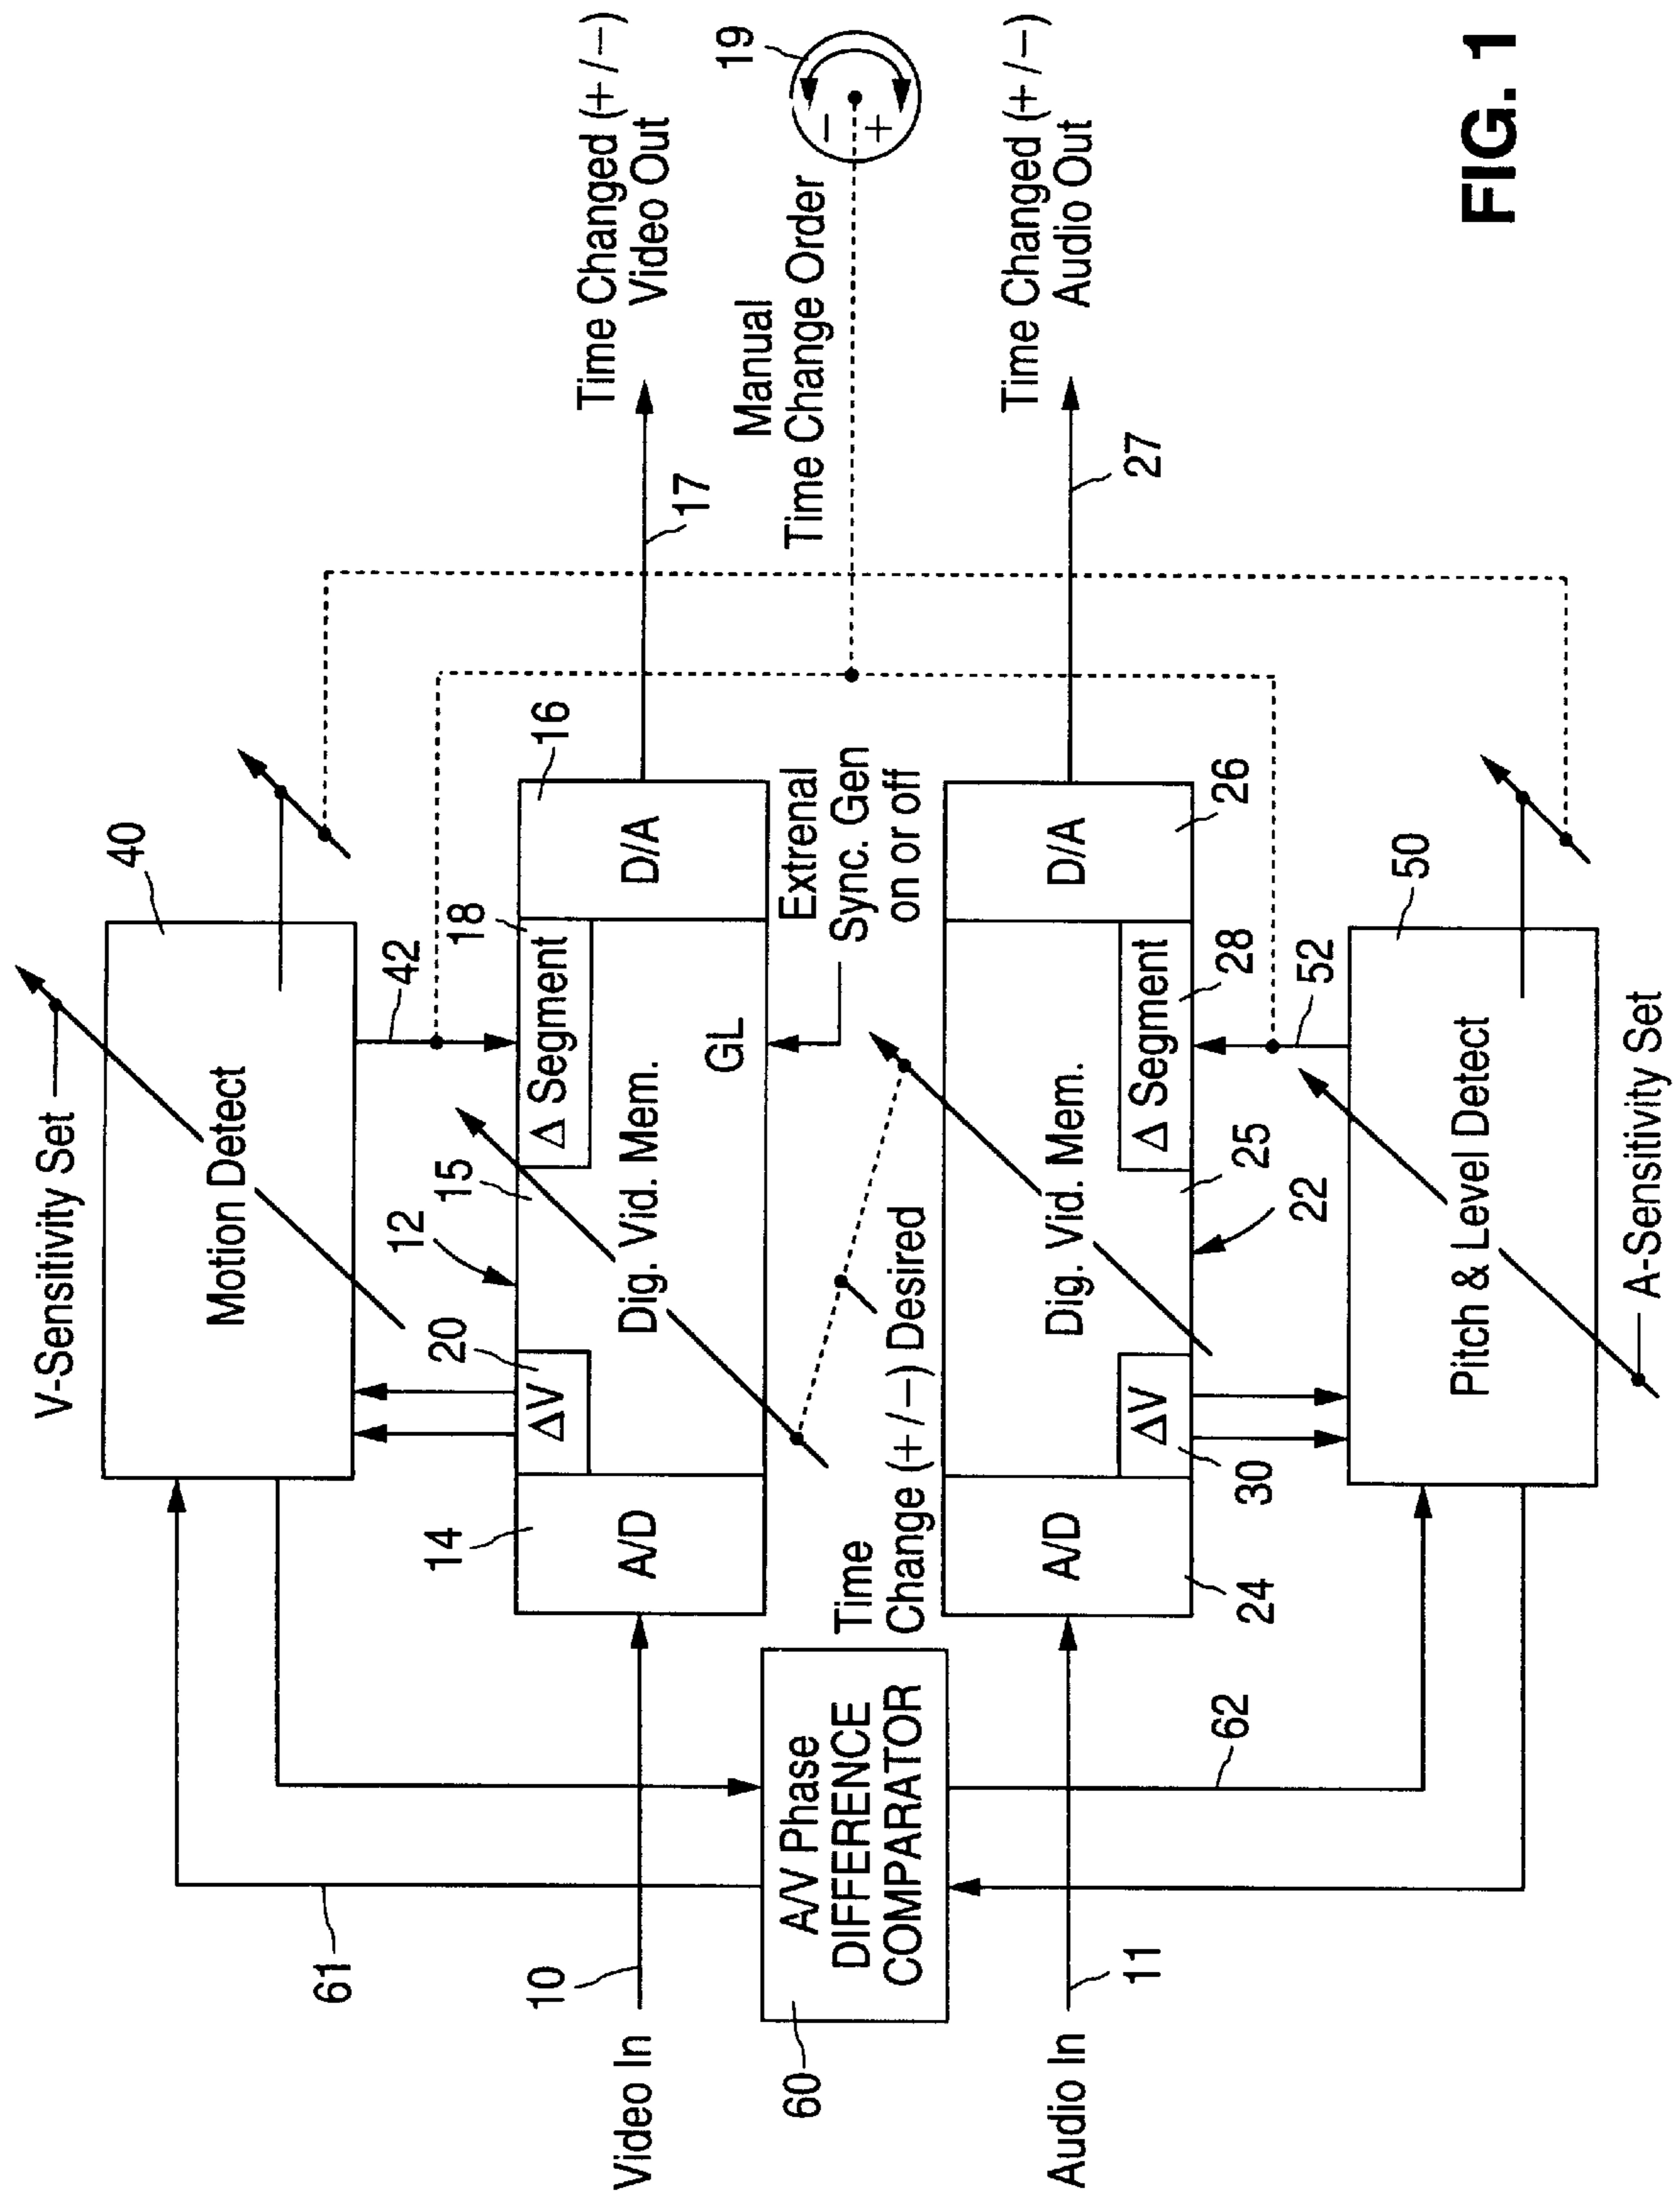 V-Sensitivity Set
40
Motion Detect
61
42
12
15
18
16
20
14
Δ Segment
ΔV
Video In
10
A/D
Dig. Vid. Mem.
GL
D/A
17
Time Changed (+/−)
Video Out
Extrenal
Sync. Gen
on or off
Manual
Time Change Order
19
−
+
60
A/V Phase
DIFFERENCE
COMPARATOR
Time
Change (+/−) Desired
Audio In
11
A/D
Dig. Vid. Mem.
D/A
27
Time Changed (+/−)
Audio Out
ΔV
Δ Segment
24
30
22
25
28
26
62
52
50
Pitch & Level Detect
A-Sensitivity Set
FIG. 1